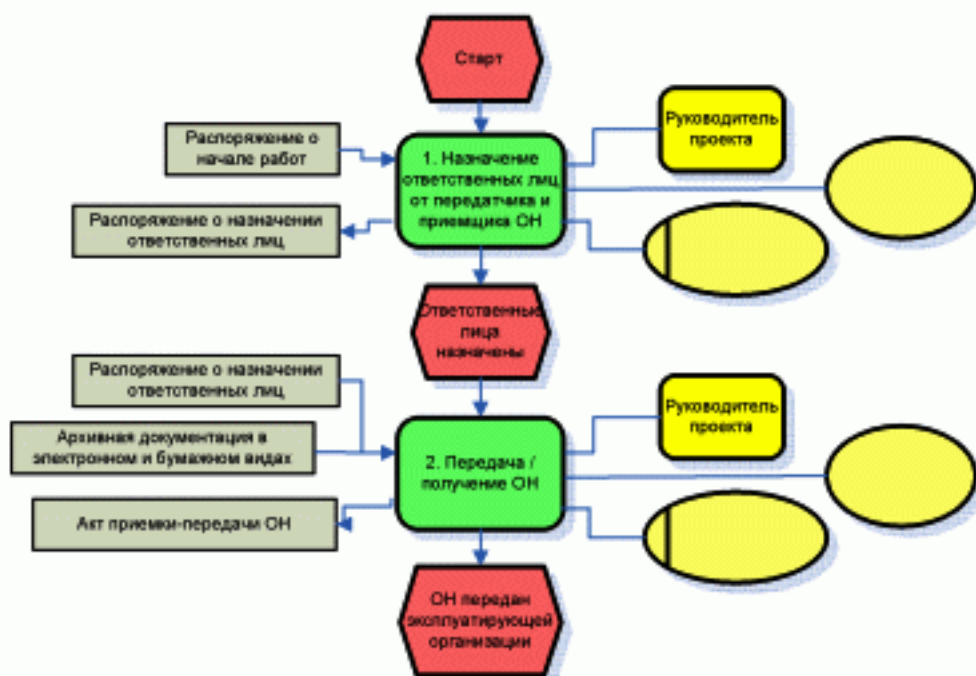 Старт
Руководитель
проекта
Распоряжение о
начале работ
1. Назначение
ответственных лиц
от передатчика и
приемщика ОН
Распоряжение о назначении
ответственных лиц
Ответственные
лица
назначены
Распоряжение о назначении
ответственных лиц
Руководитель
проекта
Архивная документация в
электронном и бумажном видах
2. Передача /
получение ОН
Акт приемки-передачи ОН
ОН передан
эксплуатирующей
организации